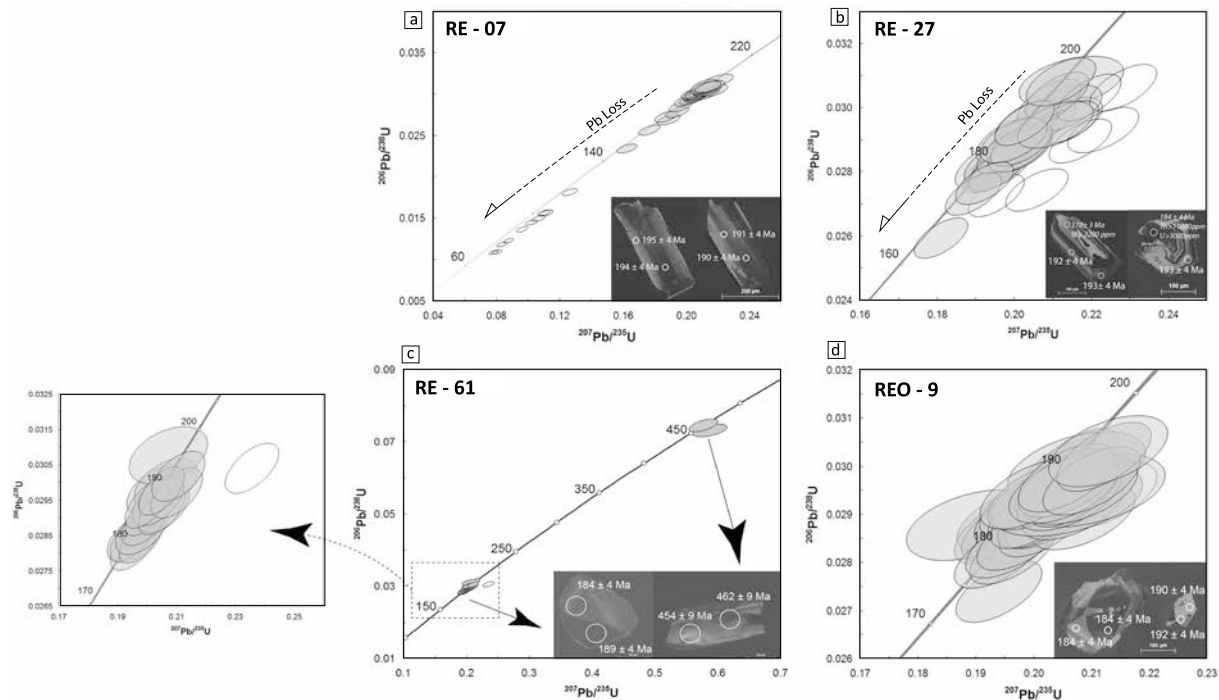 a
RE - 07
0.035
0.025
0.015
0.005
0.04
0.08
0.12
0.16
0.20
206Pb/238U
207Pb/235U
220
140
60
Pb Loss
195 ± 4 Ma
194 ± 4 Ma
191 ± 4 Ma
190 ± 4 Ma
200 µm
b
RE - 27
0.032
0.030
0.028
0.026
0.024
0.16
0.18
0.20
0.22
0.24
206Pb/238U
207Pb/235U
200
180
160
Pb Loss
192 ± 4 Ma
193± 4 Ma
184 ± 4 Ma
U>3000ppm
193 ± 4 Ma
100 µm
0.0325
0.0315
0.0305
0.0295
0.0285
0.0275
0.0265
0.17
0.19
0.21
0.23
0.25
206Pb/238U
207Pb/235U
200
190
180
170
c
RE - 61
0.09
0.07
0.05
0.03
0.01
0.1
0.2
0.3
0.4
0.5
0.6
0.7
206Pb/238U
207Pb/235U
450
350
250
150
184 ± 4 Ma
189 ± 4 Ma
454 ± 9 Ma
462 ± 9 Ma
d
REO - 9
0.032
0.031
0.030
0.029
0.028
0.027
0.026
0.17
0.18
0.19
0.20
0.21
0.22
0.23
206Pb/238U
207Pb/235U
200
190
180
170
184 ± 4 Ma
184 ± 4 Ma
190 ± 4 Ma
192 ± 4 Ma